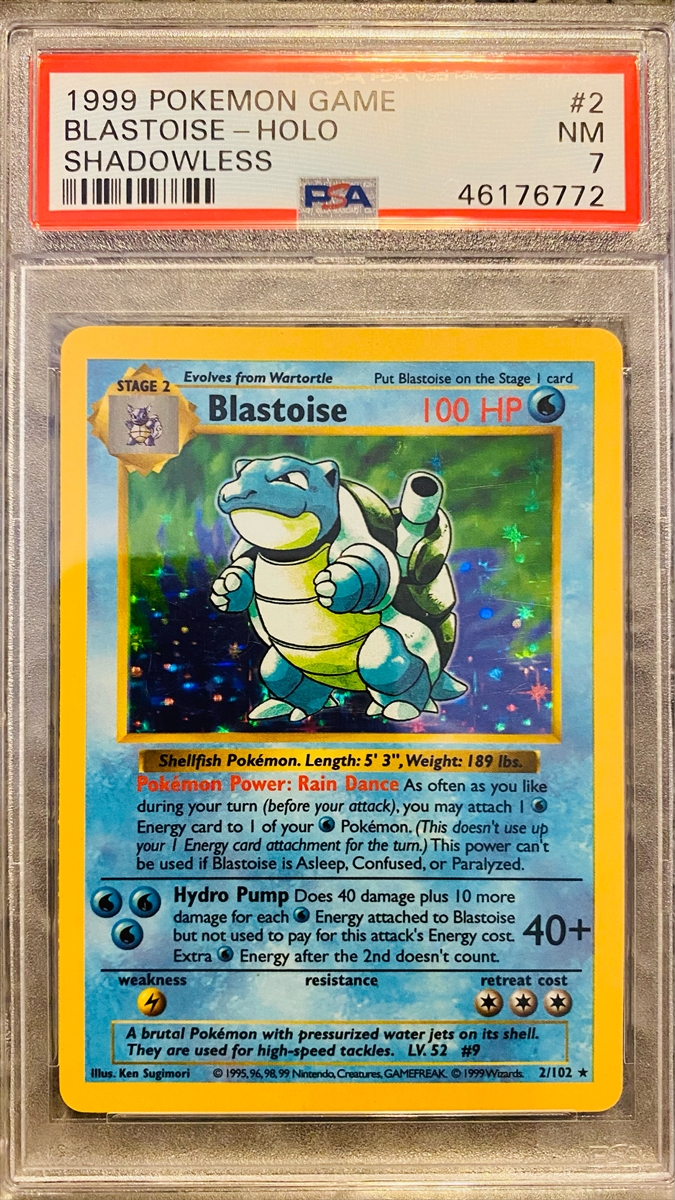 1999 POKEMON GAME #2
BLASTOISE – HOLO NM
SHADOWLESS 7
PSA 46176772
Evolves from Wartortle Put Blastoise on the Stage 1 card
STAGE 2
Blastoise 100 HP
Shellfish Pokémon. Length: 5' 3", Weight: 189 lbs.
Pokémon Power: Rain Dance As often as you like
during your turn (before your attack), you may attach 1
Energy card to 1 of your Pokémon. (This doesn't use up
your 1 Energy card attachment for the turn.) This power can't
be used if Blastoise is Asleep, Confused, or Paralyzed.
Hydro Pump Does 40 damage plus 10 more
damage for each Energy attached to Blastoise
but not used to pay for this attack's Energy cost. 40+
Extra Energy after the 2nd doesn't count.
weakness resistance retreat cost
A brutal Pokémon with pressurized water jets on its shell.
They are used for high-speed tackles. LV. 52 #9
Illus. Ken Sugimori © 1995, 96, 98, 99 Nintendo, Creatures, GAMEFREAK. © 1999 Wizards. 2/102 ★